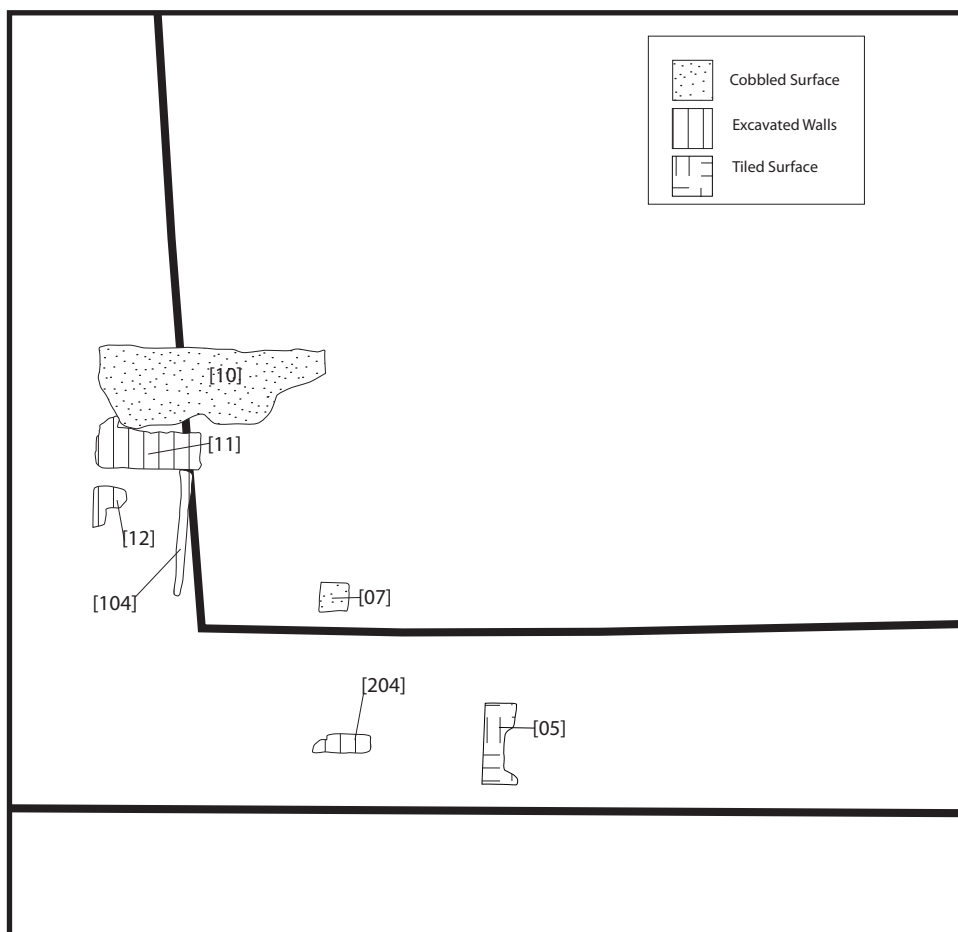 Cobbled Surface
Excavated Walls
Tiled Surface
[10]
[11]
[12]
[104]
[07]
[204]
[05]